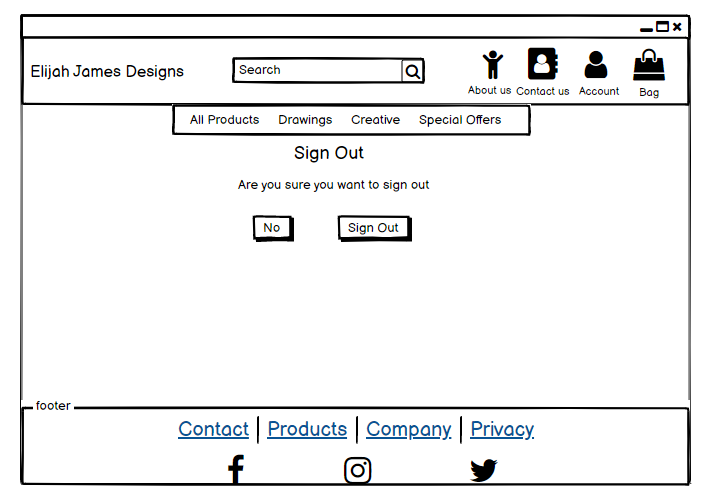 Elijah James Designs
Search
About us
Contact us
Account
Bag
All Products Drawings Creative Special Offers
Sign Out
Are you sure you want to sign out
No
Sign Out
footer
Contact Products Company Privacy